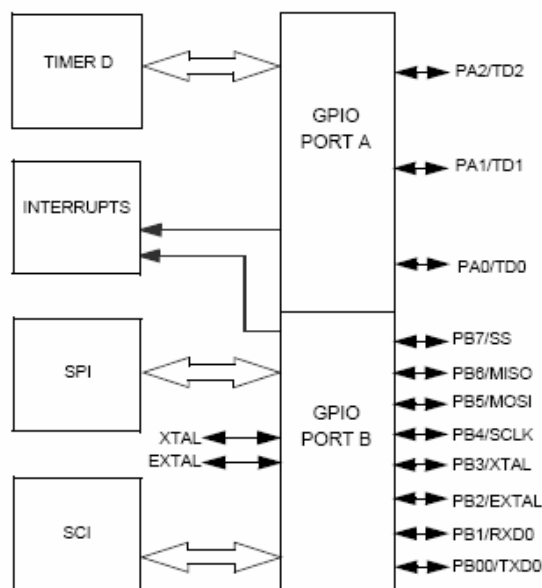 TIMER D
INTERRUPTS
SPI
SCI
XTAL
EXTAL
GPIO
PORT A
GPIO
PORT B
PA2/TD2
PA1/TD1
PA0/TD0
PB7/SS
PB6/MISO
PB5/MOSI
PB4/SCLK
PB3/XTAL
PB2/EXTAL
PB1/RXD0
PB00/TXD0